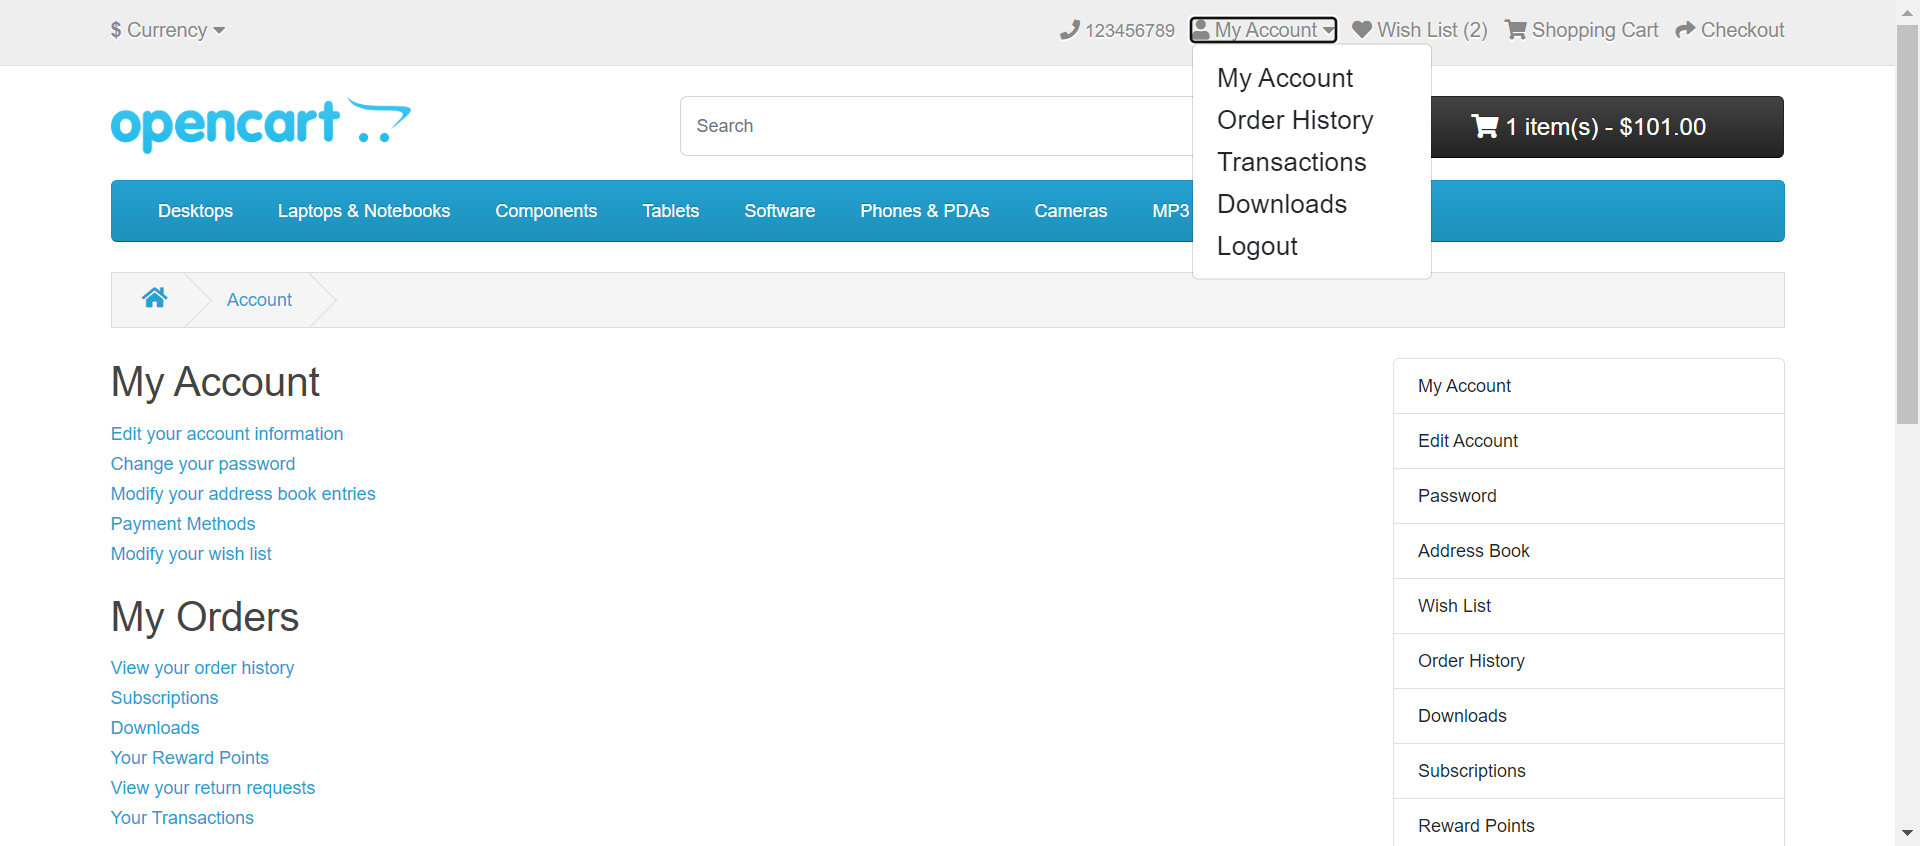 $ Currency
123456789
My Account
Wish List (2)
Shopping Cart
Checkout
My Account
Order History
Transactions
Downloads
Logout
opencart
Search
1 item(s) - $101.00
Desktops
Laptops & Notebooks
Components
Tablets
Software
Phones & PDAs
Cameras
MP3
Account
My Account
Edit your account information
Change your password
Modify your address book entries
Payment Methods
Modify your wish list
My Orders
View your order history
Subscriptions
Downloads
Your Reward Points
View your return requests
Your Transactions
My Account
Edit Account
Password
Address Book
Wish List
Order History
Downloads
Subscriptions
Reward Points